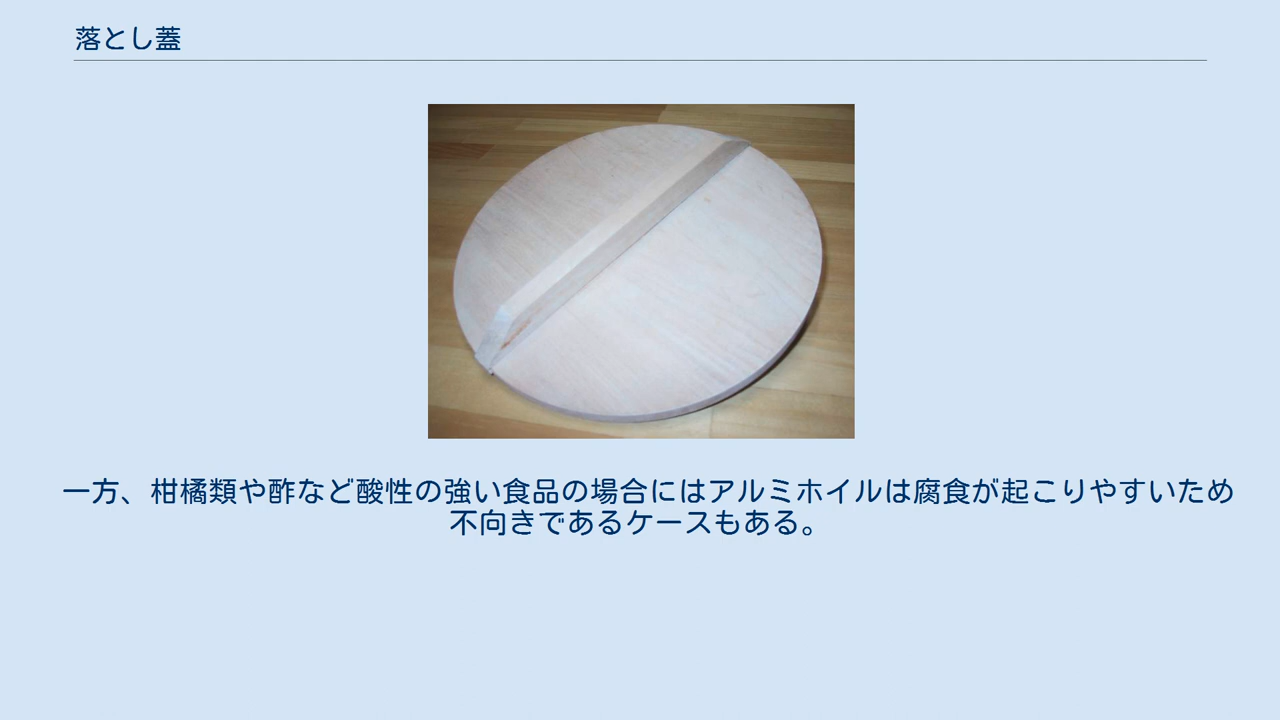 落とし蓋
一方、柑橘類や酢など酸性の強い食品の場合にはアルミホイルは腐食が起こりやすいため
不向きであるケースもある。